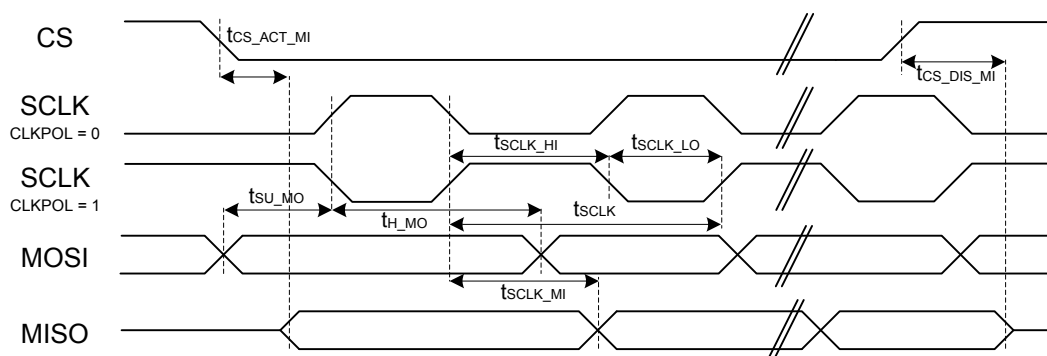 CS
tCS_ACT_MI
tCS_DIS_MI
SCLK
CLKPOL = 0
tSCLK_HI
tSCLK_LO
SCLK
CLKPOL = 1
tSU_MO
tH_MO
tSCLK
MOSI
tSCLK_MI
MISO